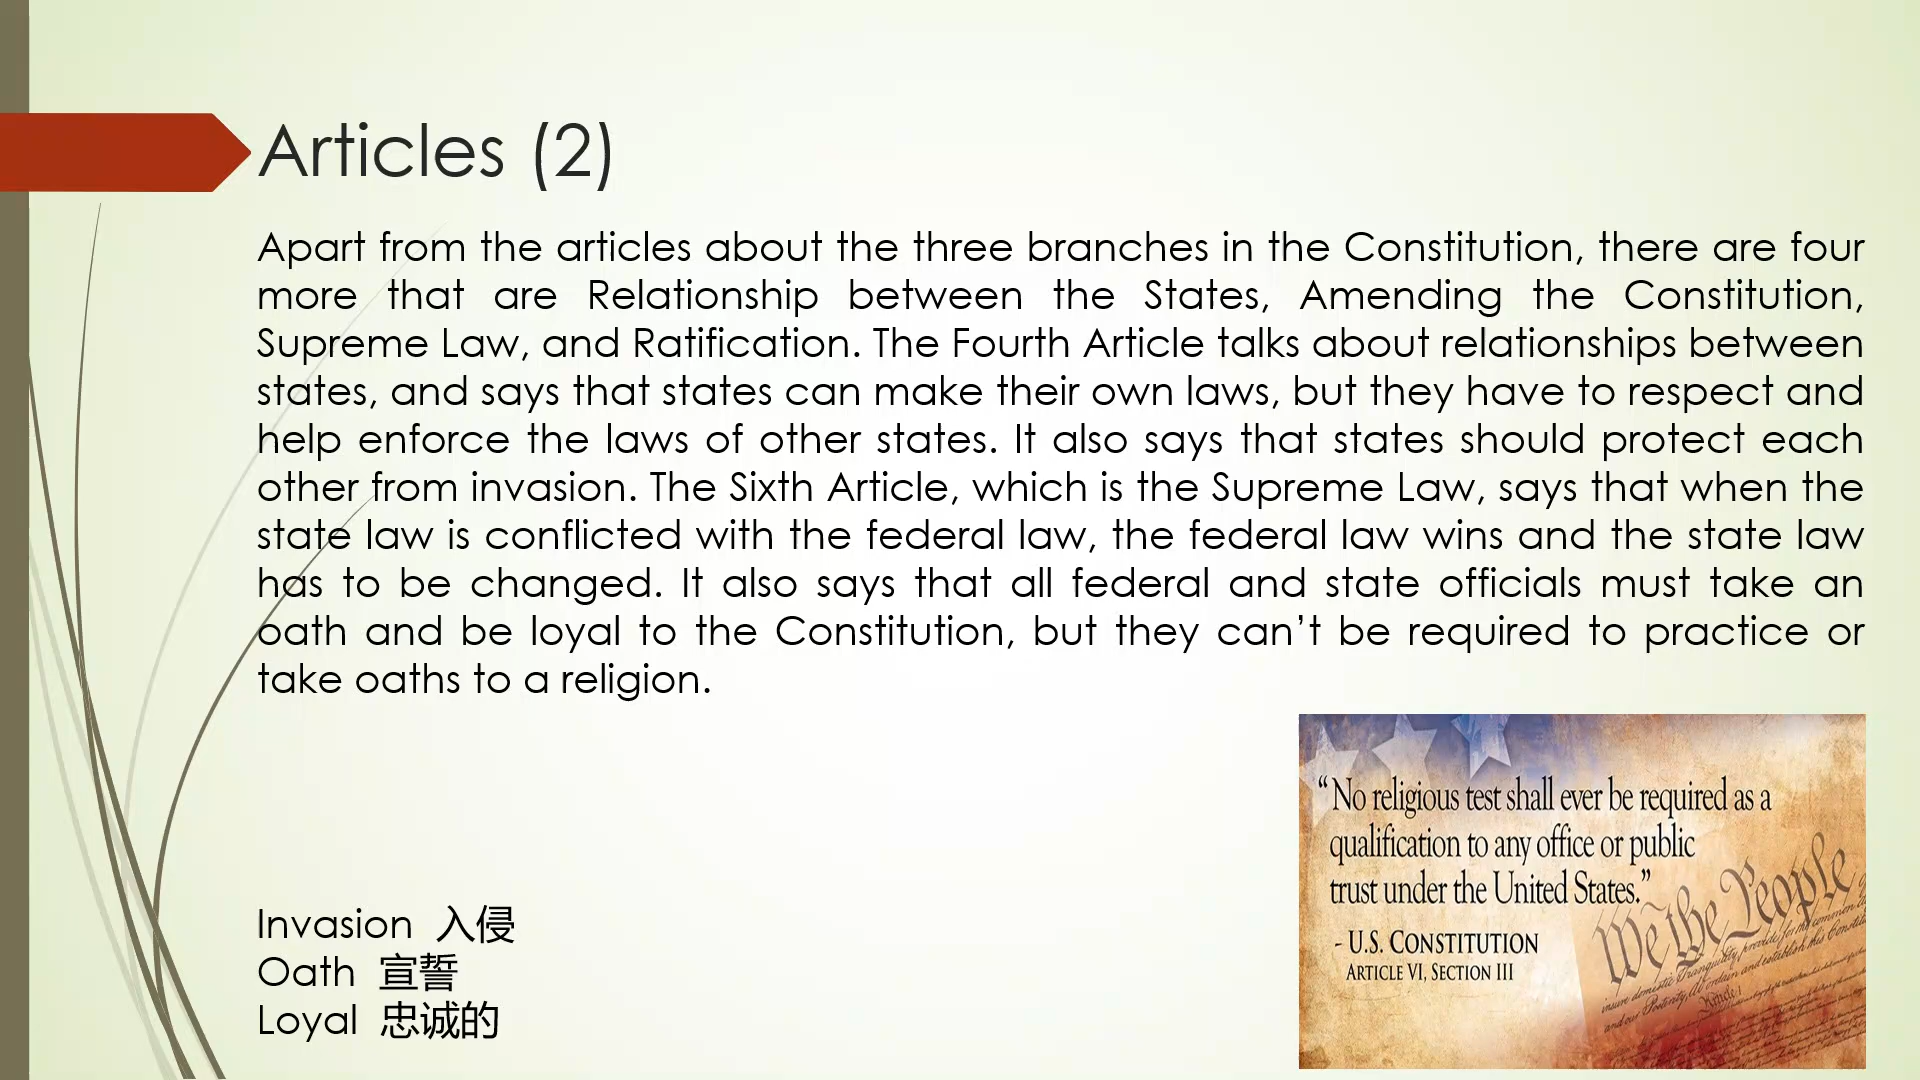 Articles (2)
Apart from the articles about the three branches in the Constitution, there are four
more that are Relationship between the States, Amending the Constitution,
Supreme Law, and Ratification. The Fourth Article talks about relationships between
states, and says that states can make their own laws, but they have to respect and
help enforce the laws of other states. It also says that states should protect each
other from invasion. The Sixth Article, which is the Supreme Law, says that when the
state law is conflicted with the federal law, the federal law wins and the state law
has to be changed. It also says that all federal and state officials must take an
oath and be loyal to the Constitution, but they can’t be required to practice or
take oaths to a religion.
Invasion 入侵
Oath 宣誓
Loyal 忠诚的
“No religious test shall ever be required as a
qualification to any office or public
trust under the United States.”
- U.S. CONSTITUTION
ARTICLE VI, SECTION III
We the People
insure domestic Tranquility, provide for the common
Article I